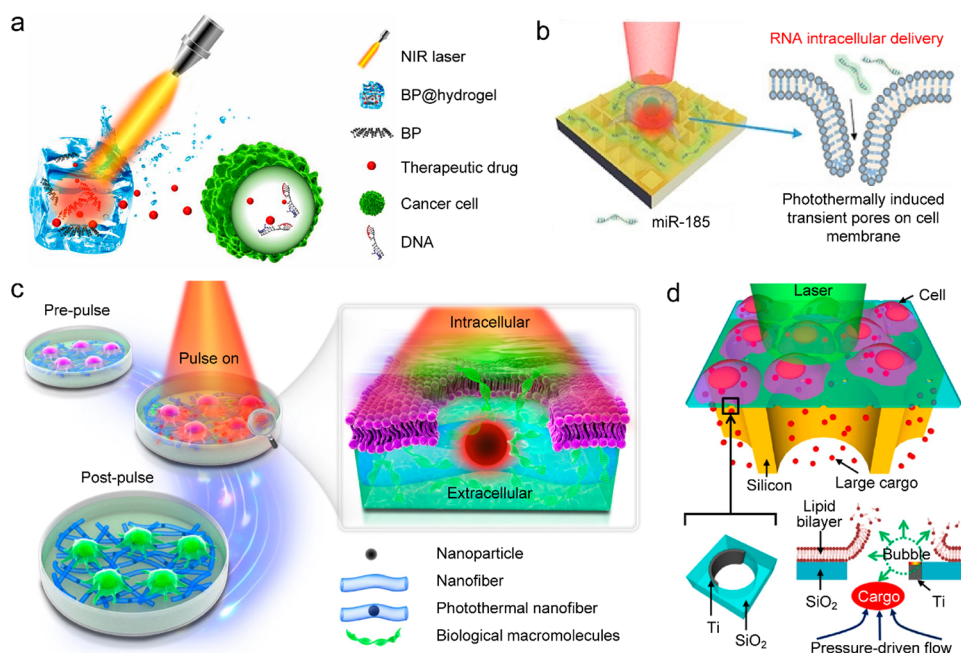 a
NIR laser
BP@hydrogel
BP
Therapeutic drug
Cancer cell
DNA
b
RNA intracellular delivery
miR-185
Photothermally induced
transient pores on cell
membrane
c
Pre-pulse
Pulse on
Post-pulse
Intracellular
Extracellular
Nanoparticle
Nanofiber
Photothermal nanofiber
Biological macromolecules
d
Laser
Cell
Silicon
Large cargo
Ti
SiO₂
Lipid
bilayer
Bubble
SiO₂
Ti
Cargo
Pressure-driven flow